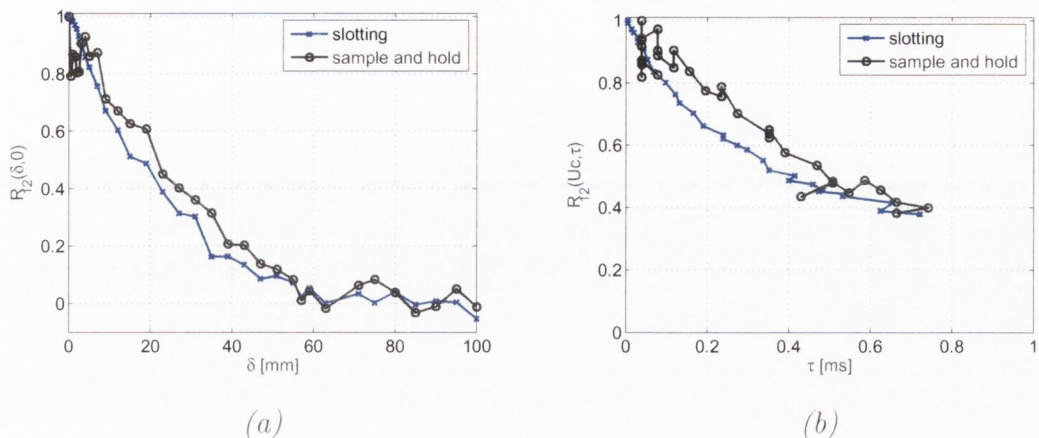 1
0.8
0.6
0.4
0.2
0
R12(δ,0)
0 20 40 60 80 100
δ [mm]
slotting
sample and hold
(a)
1
0.8
0.6
0.4
0.2
0
R12(Uc,τ)
0 0.2 0.4 0.6 0.8 1
τ [ms]
slotting
sample and hold
(b)